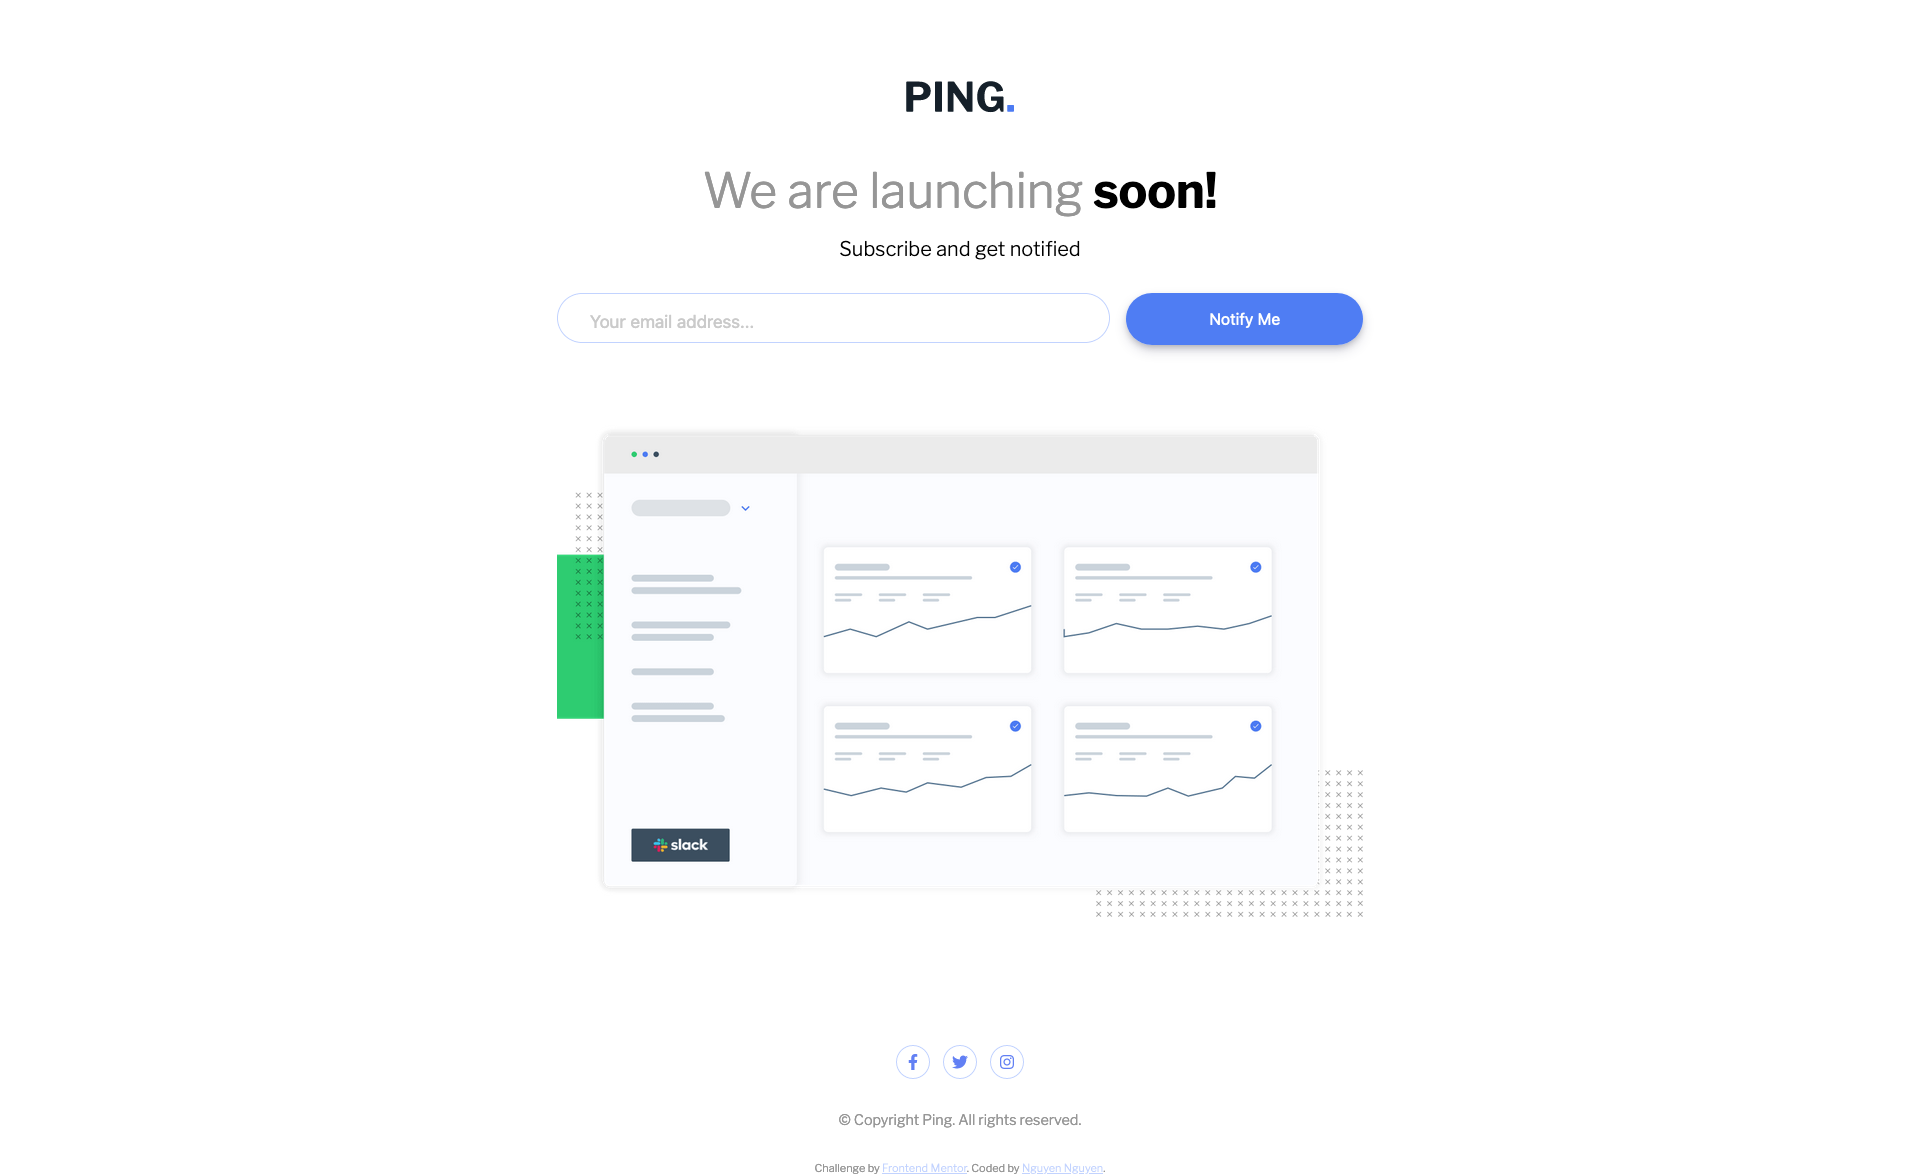 PING.
We are launching soon!
Subscribe and get notified
Your email address...
Notify Me
slack
© Copyright Ping. All rights reserved.
Challenge by Frontend Mentor. Coded by Nguyen Nguyen.